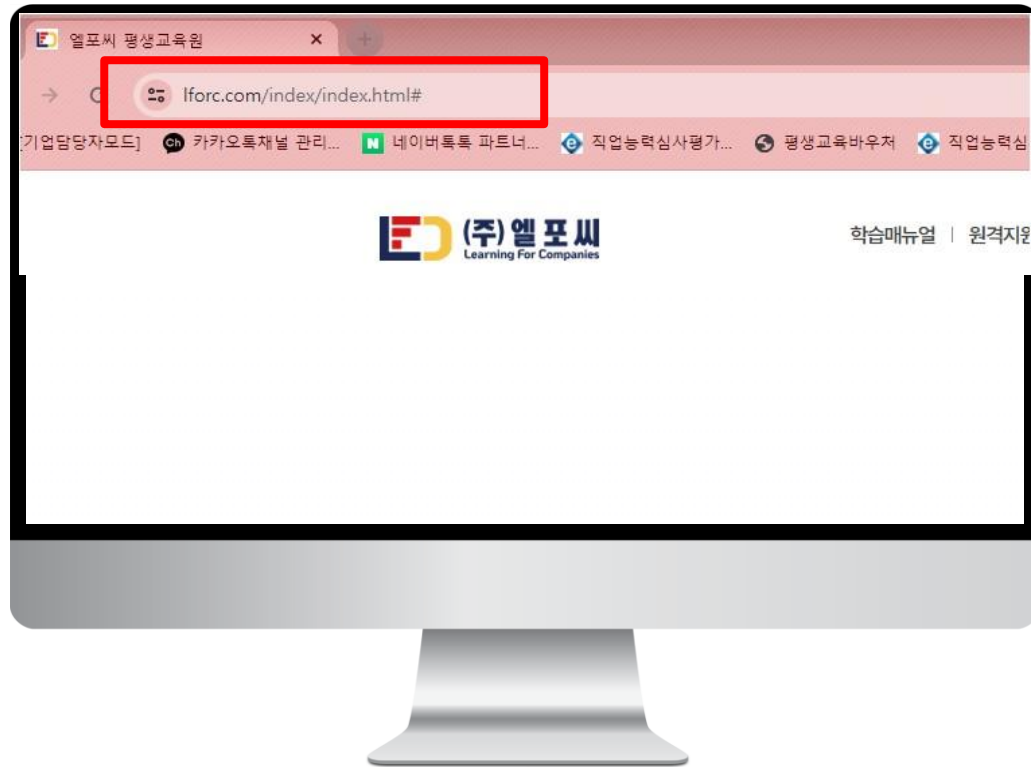 엘포씨 평생교육원
lforc.com/index/index.html#
기업담당자모드] 카카오톡채널 관리... 네이버톡톡 파트너... 직업능력심사평가... 평생교육바우처 직업능력심
(주)엘포씨
Learning For Companies
학습매뉴얼 | 원격지원